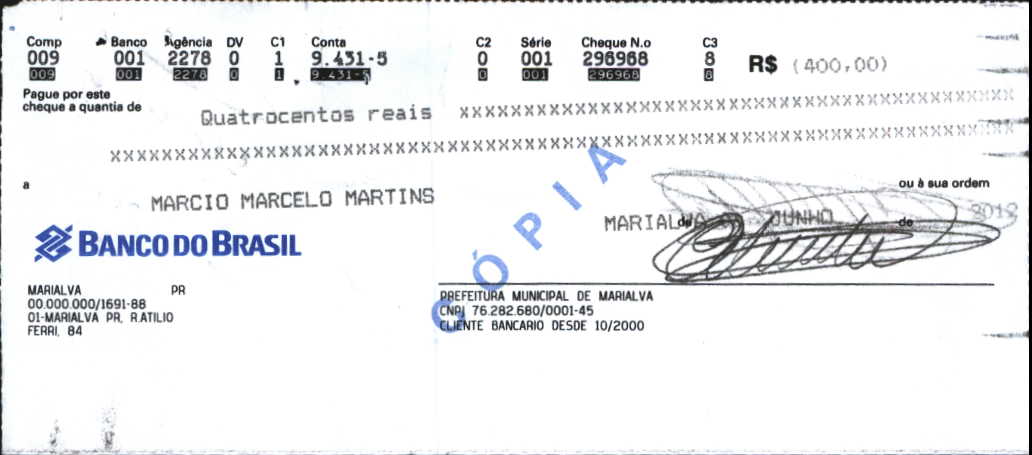 Comp Banco Agência DV C1 Conta C2 Série Cheque N.o C3
009 001 2278 0 1 9.431-5 0 001 296968 8 R$ (400,00)
009 001 2278 0 1 9.431-5 0 001 296968 8
Pague por este
cheque a quantia de Quatrocentos reais XXXXXXXXXXXXXXXXXXXXXXXXXXXXXXXXXXXXXXXXXXX
XXXXXXXXXXXXXXXXXXXXXXXXXXXXXXXXXXXXXXXXXXXXXXXXXXXXXXXXXXXXXXXXXXXXX
a MARCIO MARCELO MARTINS ou à sua ordem
MARIALVA de JUNHO de 2012
BANCO DO BRASIL
CÓPIA
MARIALVA PR
00.000.000/1691-88
01-MARIALVA PR, R.ATILIO
FERRI, 84
PREFEITURA MUNICIPAL DE MARIALVA
CNPJ 76.282.680/0001-45
CLIENTE BANCARIO DESDE 10/2000